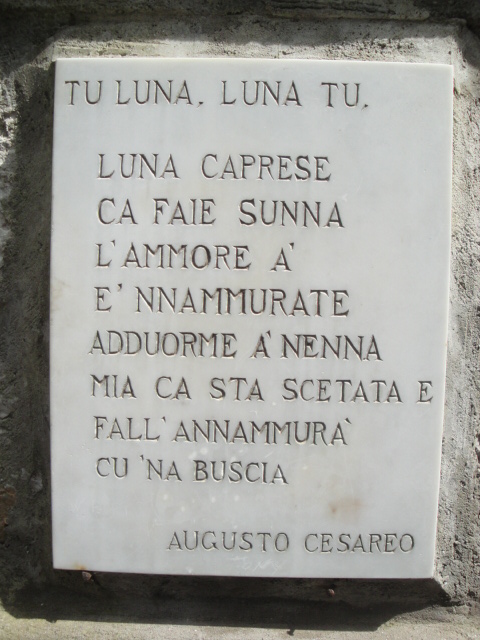 TU LUNA. LUNA TU.
LUNA CAPRESE
CA FAIE SUNNA
L'AMMORE A'
E' NNAMMURATE
ADDUORME A' NENNA
MIA CA STA SCETATA E
FALL'ANNAMMURA'
CU 'NA BUSCIA
AUGUSTO CESAREO